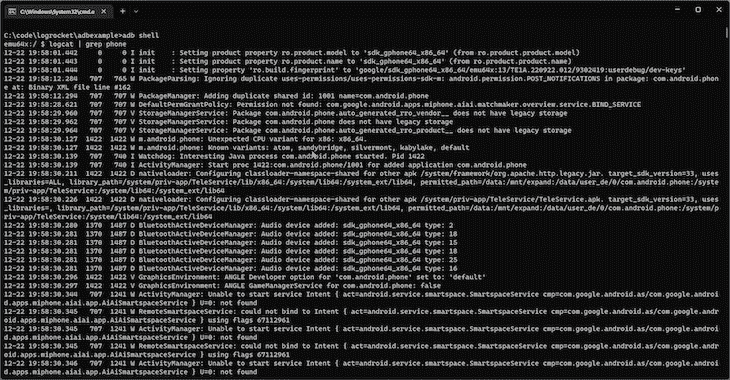 C:\Windows\System32\cmd.e
C:\code\logrocket\adbexample>adb shell
emu64x:/ $ logcat | grep phone
12-22 19:58:01.442     0     0 I init    : Setting product property ro.product.model to 'sdk_gphone64_x86_64' (from ro.product.product.model)
12-22 19:58:01.443     0     0 I init    : Setting product property ro.product.name to 'sdk_gphone64_x86_64' (from ro.product.product.name)
12-22 19:58:01.444     0     0 I init    : Setting property 'ro.build.fingerprint' to 'google/sdk_gphone64_x86_64/emu64x:13/TE1A.220922.012/9302419:userdebug/dev-keys'
12-22 19:58:12.204   707   765 W PackageParsing: Ignoring duplicate uses-permissions/uses-permissions-sdk-m: android.permission.POST_NOTIFICATIONS in package: com.android.phon
e at: Binary XML file line #162
12-22 19:58:12.294   707   707 W PackageManager: Adding duplicate shared id: 1001 name=com.android.phone
12-22 19:58:28.621   707   707 W DefaultPermGrantPolicy: Permission not found: com.google.android.apps.miphone.aiai.matchmaker.overview.service.BIND_SERVICE
12-22 19:58:29.960   707   707 V StorageManagerService: Package com.android.phone.auto_generated_rro_vendor__ does not have legacy storage
12-22 19:58:29.962   707   707 V StorageManagerService: Package com.android.phone does not have legacy storage
12-22 19:58:29.965   707   707 V StorageManagerService: Package com.android.phone.auto_generated_rro_product__ does not have legacy storage
12-22 19:58:30.127  1422  1422 W m.android.phone: Unexpected CPU variant for x86: x86_64.
12-22 19:58:30.127  1422  1422 W m.android.phone: Known variants: atom, sandybridge, silvermont, kabylake, default
12-22 19:58:30.139   707   740 I Watchdog: Interesting Java process com.android.phone started. Pid 1422
12-22 19:58:30.139   707   740 I ActivityManager: Start proc 1422:com.android.phone/1001 for added application com.android.phone
12-22 19:58:30.211  1422  1422 D nativeloader: Configuring classloader-namespace-shared for other apk /system/framework/org.apache.http.legacy.jar. target_sdk_version=33, uses
_libraries=ALL, library_path=/system/priv-app/TeleService/lib/x86_64:/system/lib64:/system_ext/lib64, permitted_path=/data:/mnt/expand:/data/user_de/0/com.android.phone:/syste
m/priv-app/TeleService:/system/lib64:/system_ext/lib64
12-22 19:58:30.226  1422  1422 D nativeloader: Configuring classloader-namespace-shared for other apk /system/priv-app/TeleService/TeleService.apk. target_sdk_version=33, uses
_libraries=, library_path=/system/priv-app/TeleService/lib/x86_64:/system/lib64:/system_ext/lib64, permitted_path=/data:/mnt/expand:/data/user_de/0/com.android.phone:/system/p
riv-app/TeleService:/system/lib64:/system_ext/lib64
12-22 19:58:30.280  1370  1487 D BluetoothActiveDeviceManager: Audio device added: sdk_gphone64_x86_64 type: 2
12-22 19:58:30.281  1370  1487 D BluetoothActiveDeviceManager: Audio device added: sdk_gphone64_x86_64 type: 18
12-22 19:58:30.281  1370  1487 D BluetoothActiveDeviceManager: Audio device added: sdk_gphone64_x86_64 type: 15
12-22 19:58:30.281  1370  1487 D BluetoothActiveDeviceManager: Audio device added: sdk_gphone64_x86_64 type: 18
12-22 19:58:30.281  1370  1487 D BluetoothActiveDeviceManager: Audio device added: sdk_gphone64_x86_64 type: 25
12-22 19:58:30.281  1370  1487 D BluetoothActiveDeviceManager: Audio device added: sdk_gphone64_x86_64 type: 16
12-22 19:58:30.296  1422  1422 V GraphicsEnvironment: ANGLE Developer option for 'com.android.phone' set to: 'default'
12-22 19:58:30.297  1422  1422 V GraphicsEnvironment: ANGLE GameManagerService for com.android.phone: false
12-22 19:58:30.344   707  1241 W ActivityManager: Unable to start service Intent { act=android.service.smartspace.SmartspaceService cmp=com.google.android.as/com.google.androi
d.apps.miphone.aiai.app.AiAiSmartspaceService } U=0: not found
12-22 19:58:30.345   707  1241 W RemoteSmartspaceService: could not bind to Intent { act=android.service.smartspace.SmartspaceService cmp=com.google.android.as/com.google.andr
oid.apps.miphone.aiai.app.AiAiSmartspaceService } using flags 67112961
12-22 19:58:30.345   707  1241 W ActivityManager: Unable to start service Intent { act=android.service.smartspace.SmartspaceService cmp=com.google.android.as/com.google.androi
d.apps.miphone.aiai.app.AiAiSmartspaceService } U=0: not found
12-22 19:58:30.345   707  1241 W RemoteSmartspaceService: could not bind to Intent { act=android.service.smartspace.SmartspaceService cmp=com.google.android.as/com.google.andr
oid.apps.miphone.aiai.app.AiAiSmartspaceService } using flags 67112961
12-22 19:58:30.346   707  1241 W ActivityManager: Unable to start service Intent { act=android.service.smartspace.SmartspaceService cmp=com.google.android.as/com.google.androi
d.apps.miphone.aiai.app.AiAiSmartspaceService } U=0: not found